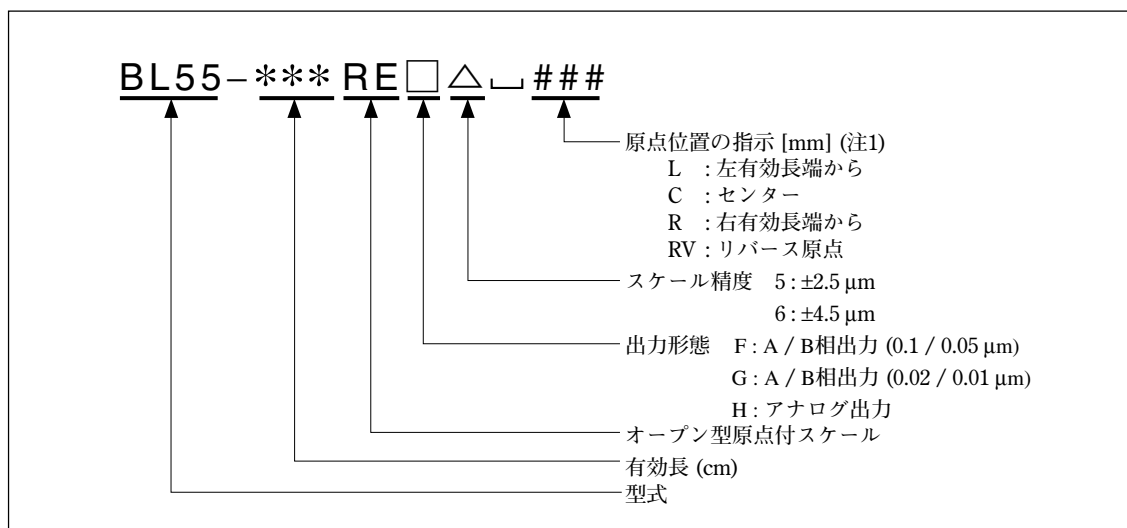 BL55-***RE□△⎵###
原点位置の指示 [mm] (注1)
L : 左有効長端から
C : センター
R : 右有効長端から
RV : リバース原点
スケール精度 5 : ±2.5 µm
6 : ±4.5 µm
出力形態 F : A / B相出力 (0.1 / 0.05 µm)
G : A / B相出力 (0.02 / 0.01 µm)
H : アナログ出力
オープン型原点付スケール
有効長 (cm)
型式